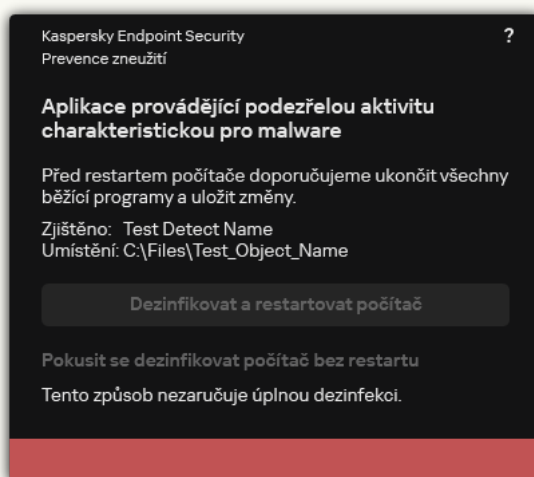 Kaspersky Endpoint Security
?
Prevence zneužití
Aplikace provádějící podezřelou aktivitu
charakteristickou pro malware
Před restartem počítače doporučujeme ukončit všechny
běžící programy a uložit změny.
Zjištěno: Test Detect Name
Umístění: C:\Files\Test_Object_Name
Dezinfikovat a restartovat počítač
Pokusit se dezinfikovat počítač bez restartu
Tento způsob nezaručuje úplnou dezinfekci.